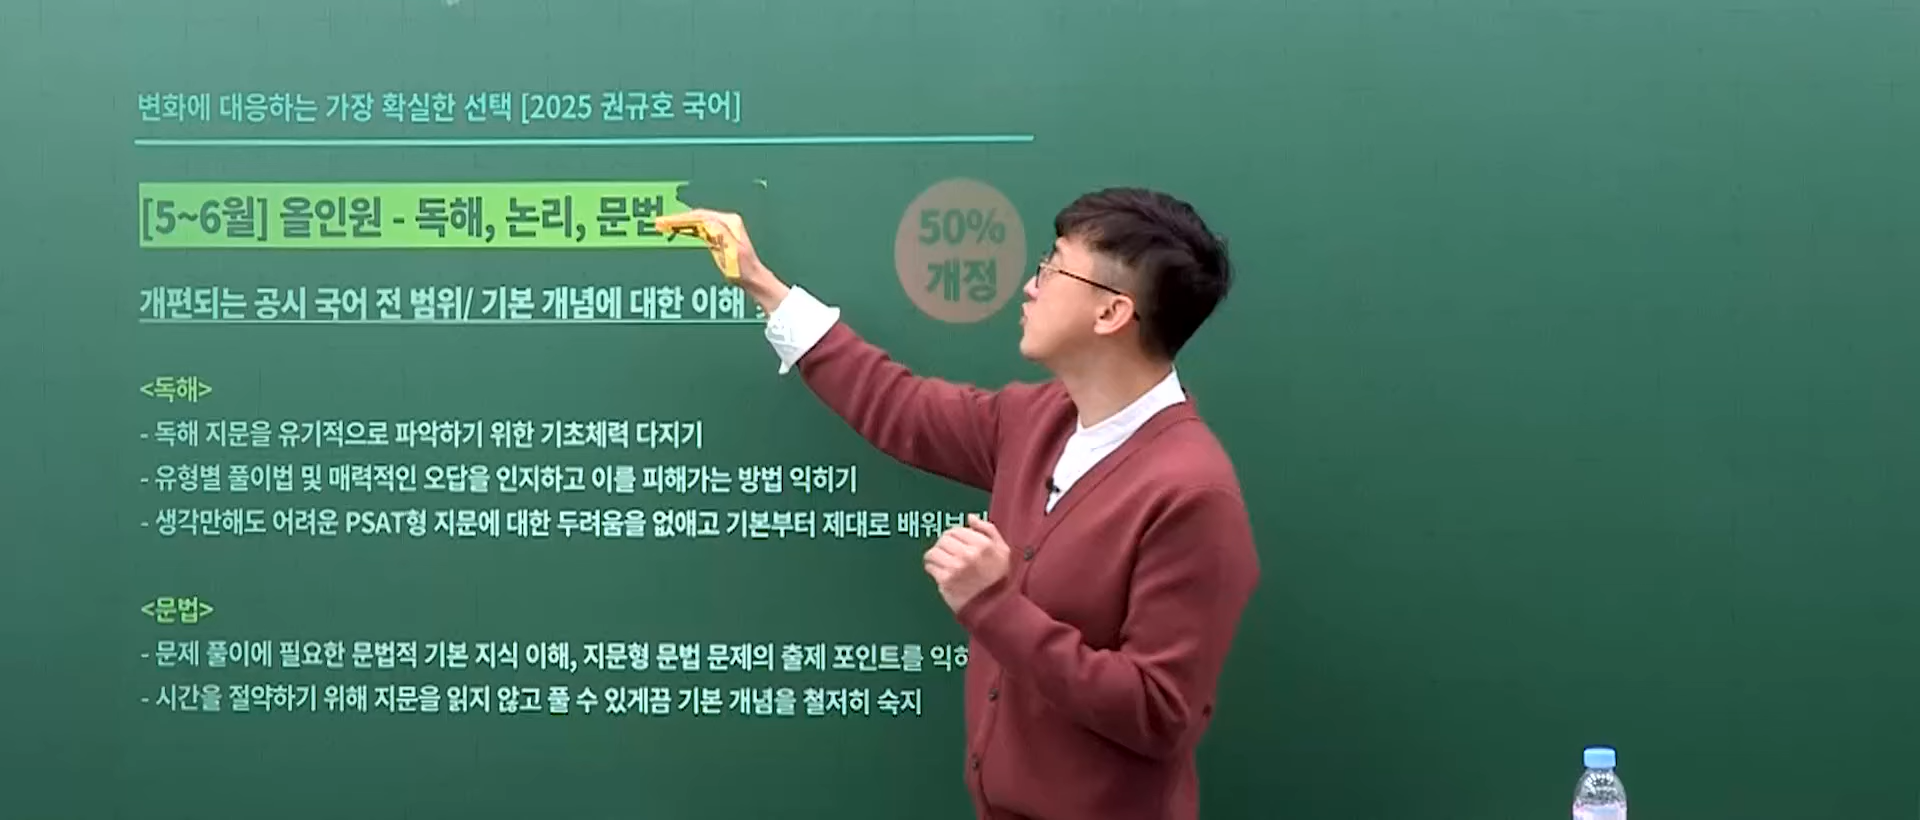 변화에 대응하는 가장 확실한 선택 [2025 권규호 국어]
[5~6월] 올인원 - 독해, 논리, 문법,
50%
개정
개편되는 공시 국어 전 범위/ 기본 개념에 대한 이해
<독해>
- 독해 지문을 유기적으로 파악하기 위한 기초체력 다지기
- 유형별 풀이법 및 매력적인 오답을 인지하고 이를 피해가는 방법 익히기
- 생각만해도 어려운 PSAT형 지문에 대한 두려움을 없애고 기본부터 제대로
<문법>
- 문제 풀이에 필요한 문법적 기본 지식 이해, 지문형 문법 문제의 출제 포인트를
- 시간을 절약하기 위해 지문을 읽지 않고 풀 수 있게끔 기본 개념을 철저히 숙지